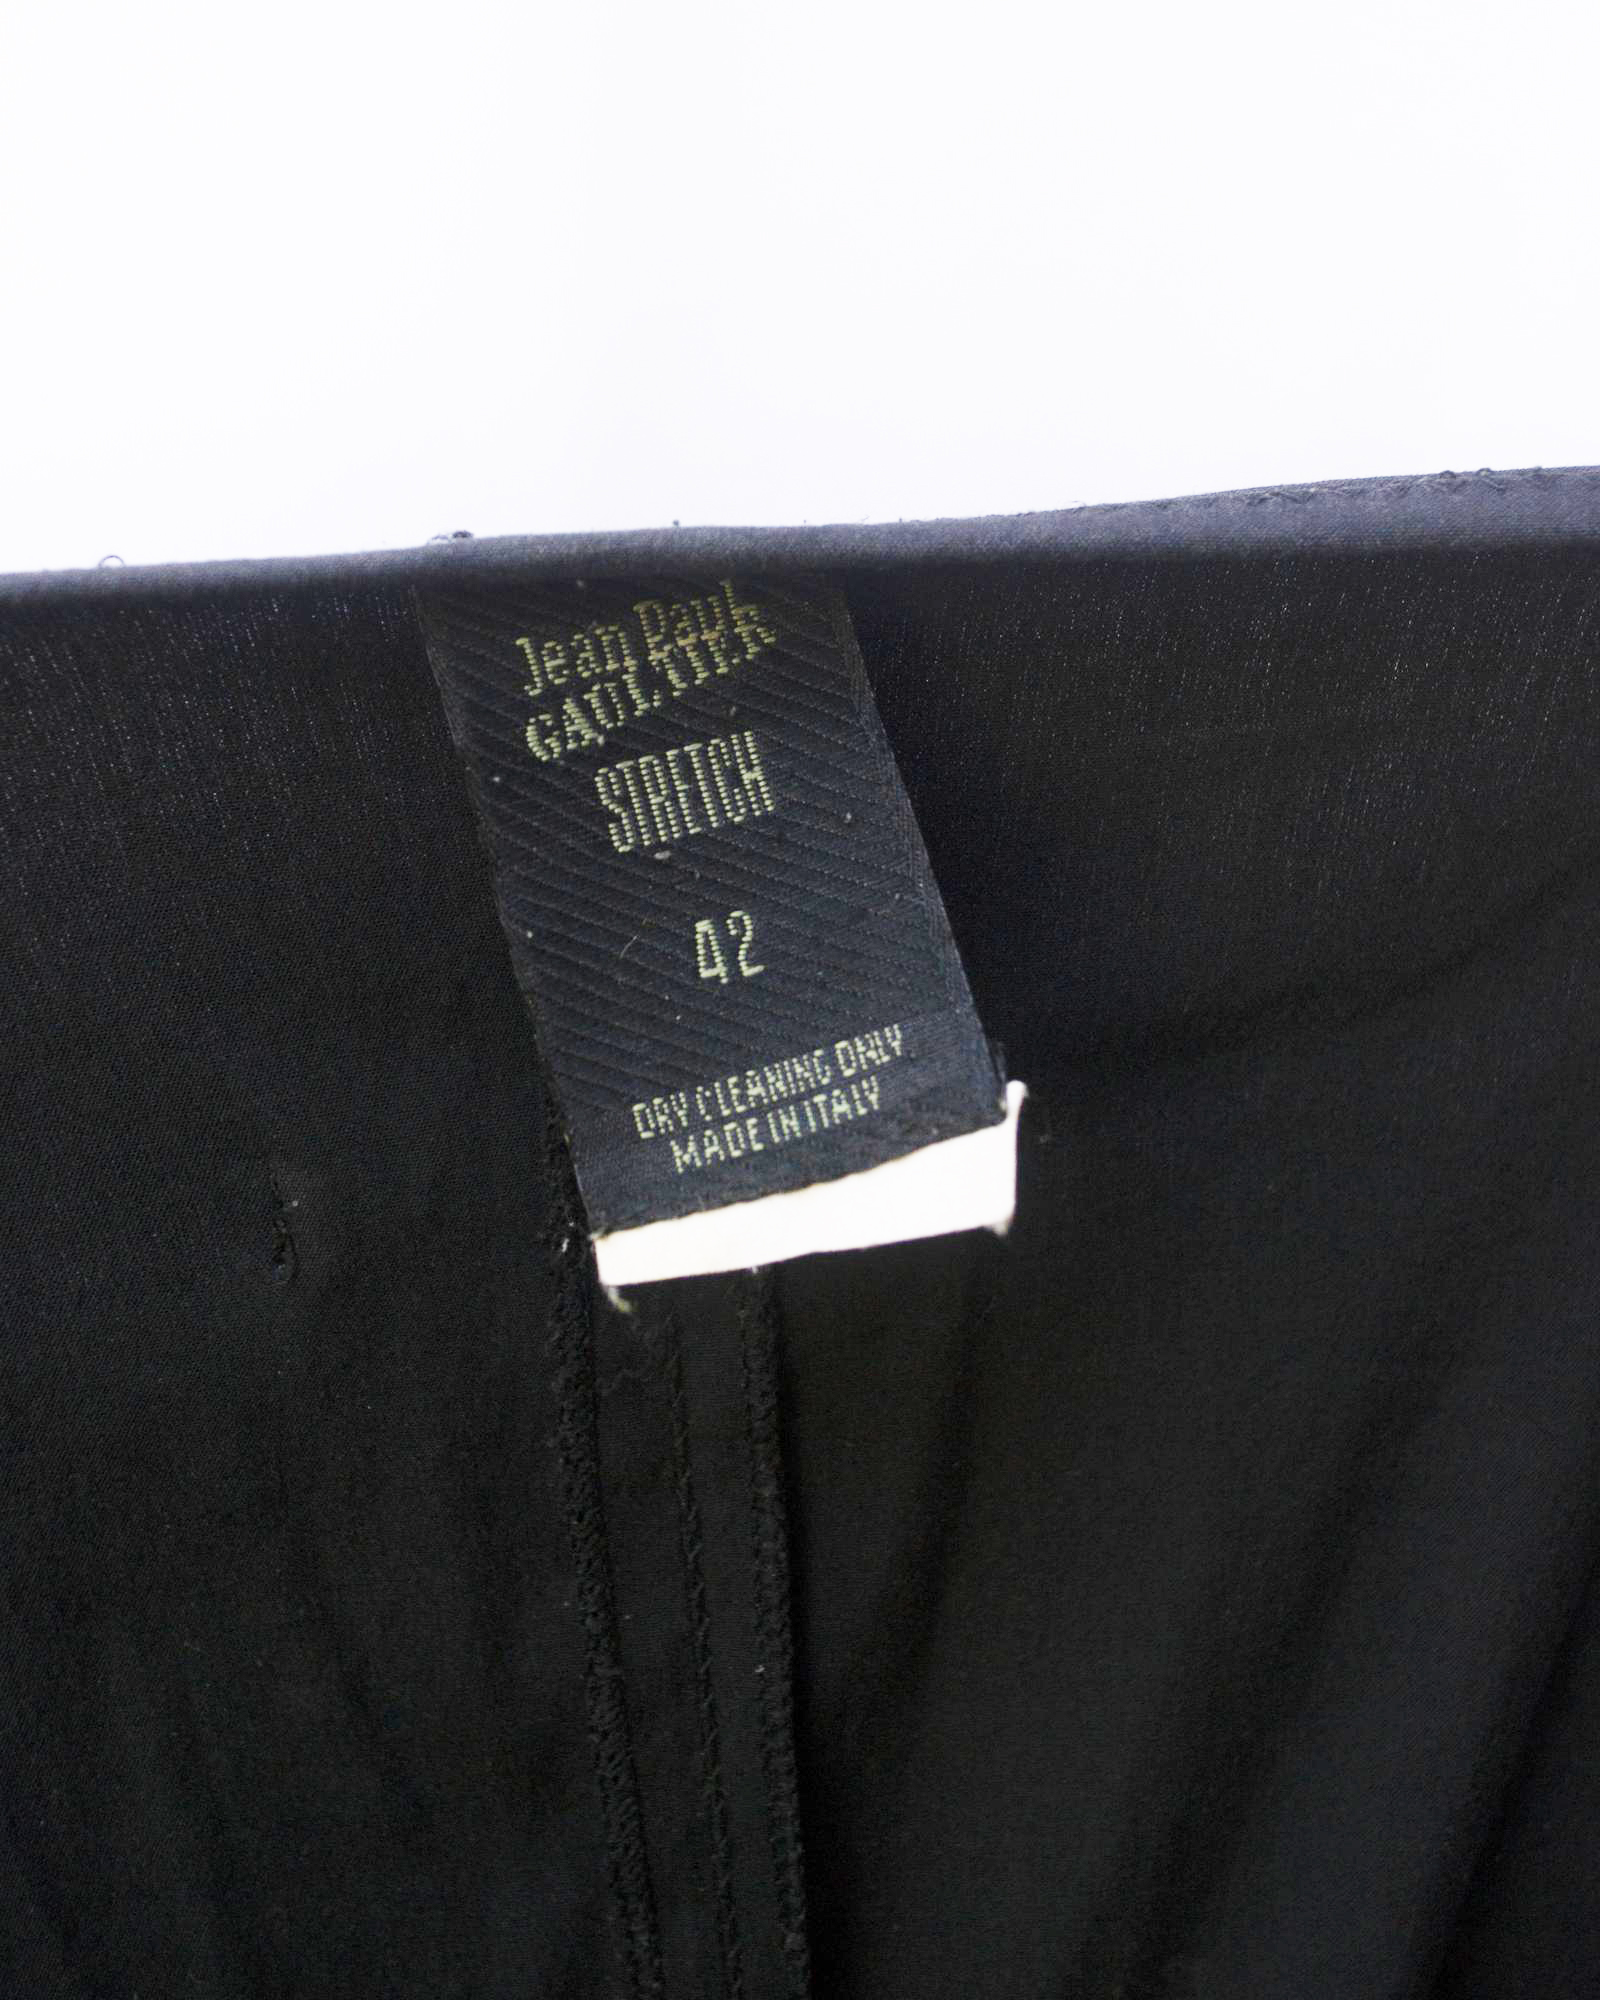 Jean Paul
GAULTIER
STRETCH
42
DRY CLEANING ONLY
MADE IN ITALY